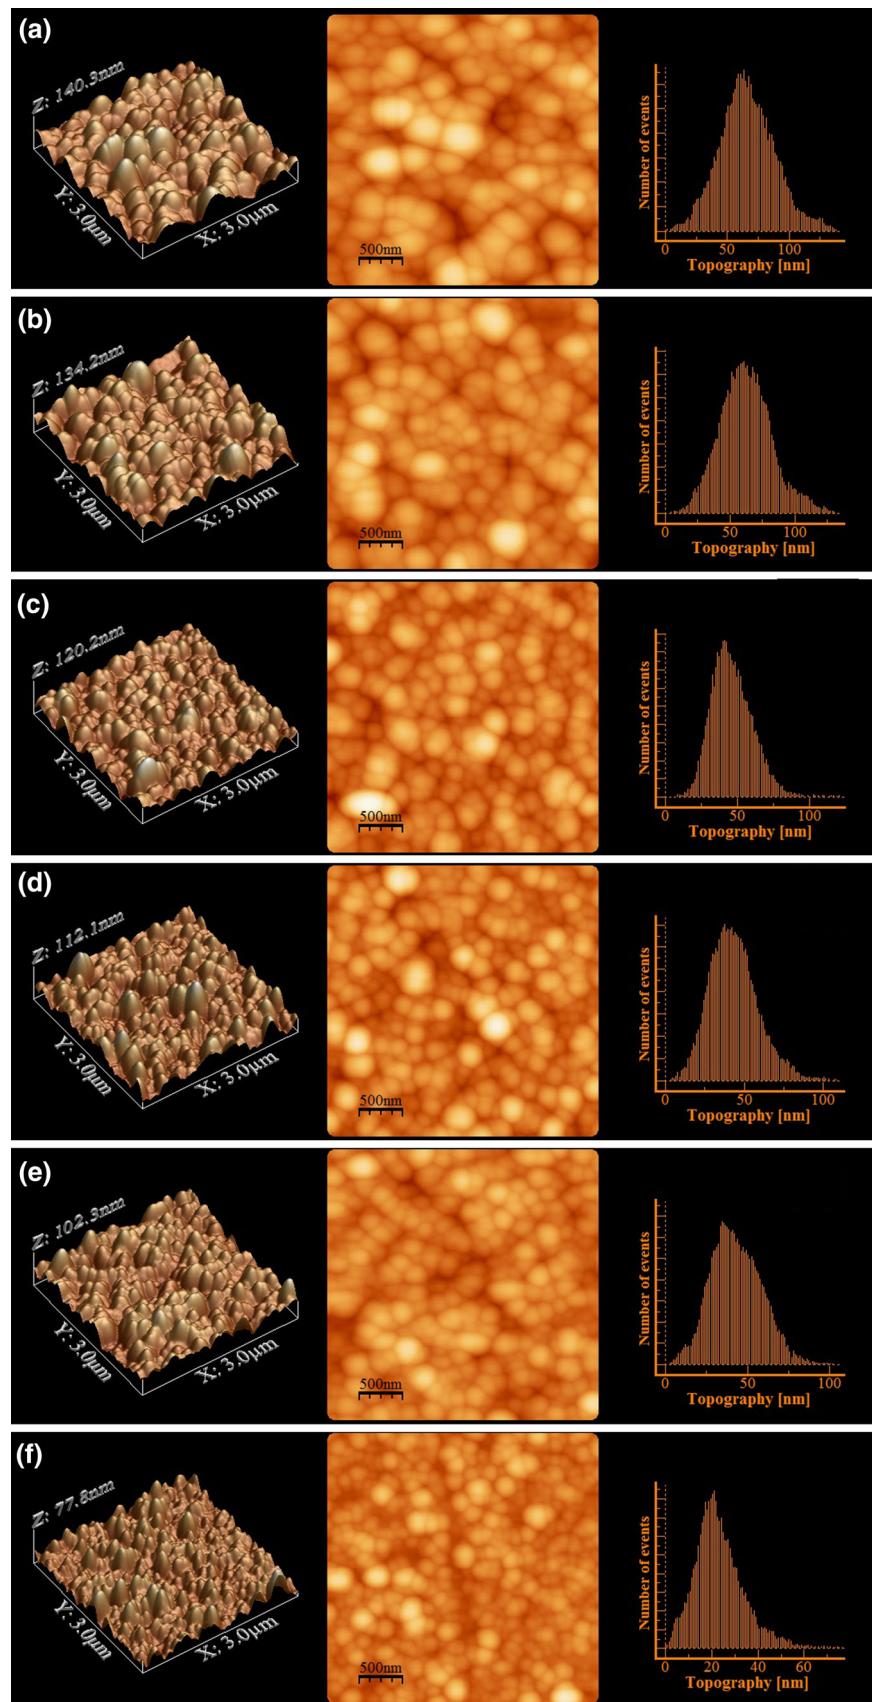 (a)
Z: 140.3nm
Y: 3.0µm
X: 3.0µm
500nm
Number of events
0 50 100
Topography [nm]
(b)
Z: 134.2nm
Y: 3.0µm
X: 3.0µm
500nm
Number of events
0 50 100
Topography [nm]
(c)
Z: 120.2nm
Y: 3.0µm
X: 3.0µm
500nm
Number of events
0 50 100
Topography [nm]
(d)
Z: 112.1nm
Y: 3.0µm
X: 3.0µm
500nm
Number of events
0 50 100
Topography [nm]
(e)
Z: 102.3nm
Y: 3.0µm
X: 3.0µm
500nm
Number of events
0 50 100
Topography [nm]
(f)
Z: 77.8nm
Y: 3.0µm
X: 3.0µm
500nm
Number of events
0 20 40 60
Topography [nm]